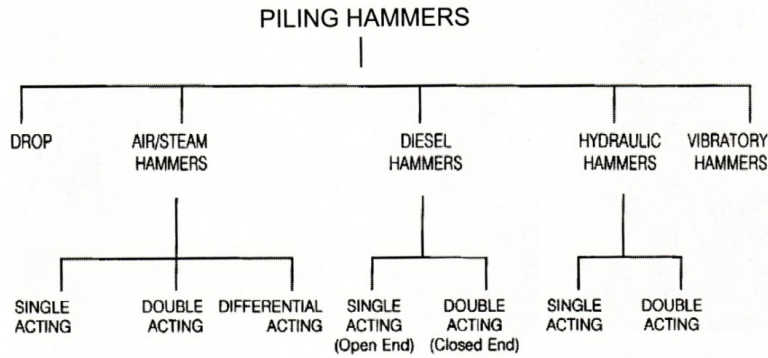 PILING HAMMERS
DROP
AIR/STEAM
HAMMERS
DIESEL
HAMMERS
HYDRAULIC
HAMMERS
VIBRATORY
HAMMERS
SINGLE
ACTING
DOUBLE
ACTING
DIFFERENTIAL
ACTING
SINGLE
ACTING
(Open End)
DOUBLE
ACTING
(Closed End)
SINGLE
ACTING
DOUBLE
ACTING